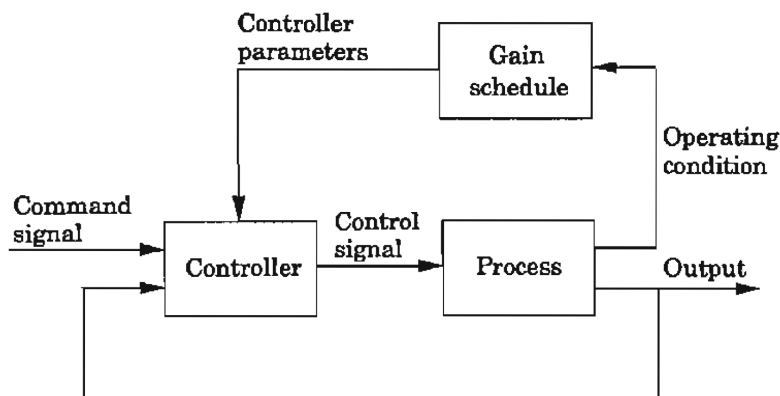 Controller
parameters
Gain
schedule
Operating
condition
Command
signal
Controller
Control
signal
Process
Output